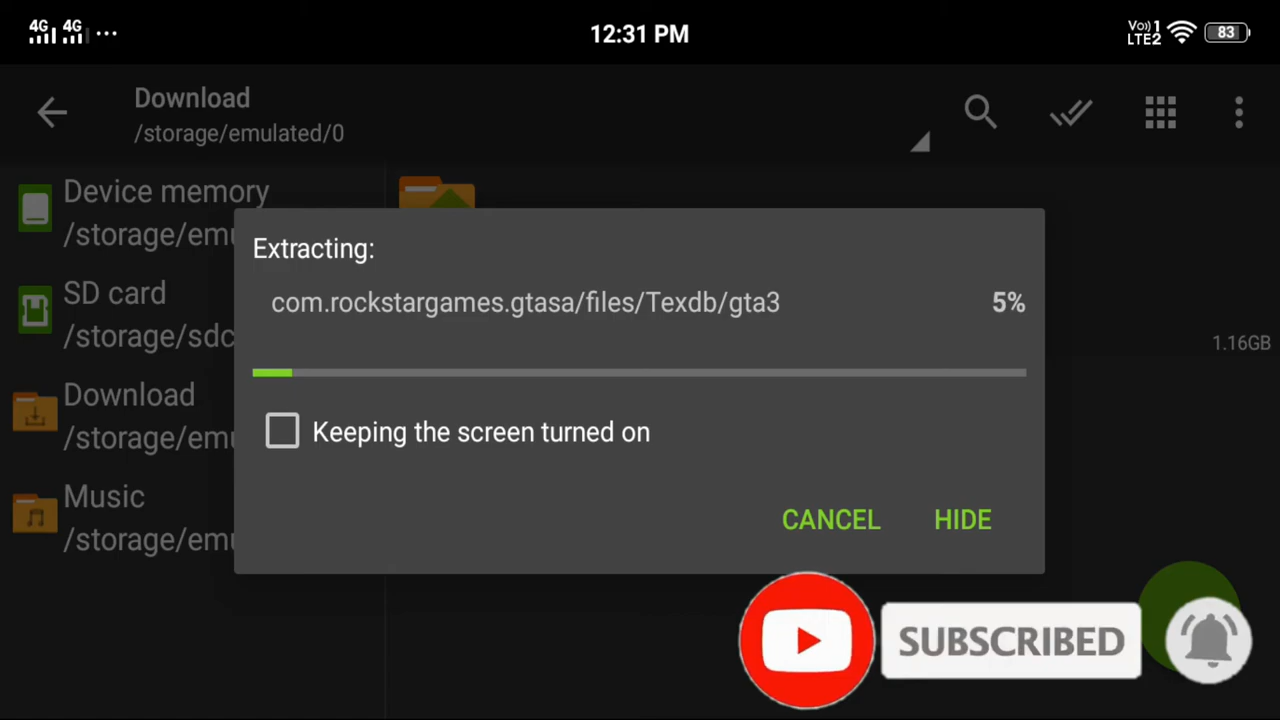 4G 4G ...
12:31 PM
Vo) 1
LTE2
83
Download
/storage/emulated/0
Device memory
/storage/emu
SD card
/storage/sdc
Download
/storage/emu
Music
/storage/emu
1.16GB
Extracting:
com.rockstargames.gtasa/files/Texdb/gta3
5%
Keeping the screen turned on
CANCEL
HIDE
SUBSCRIBED